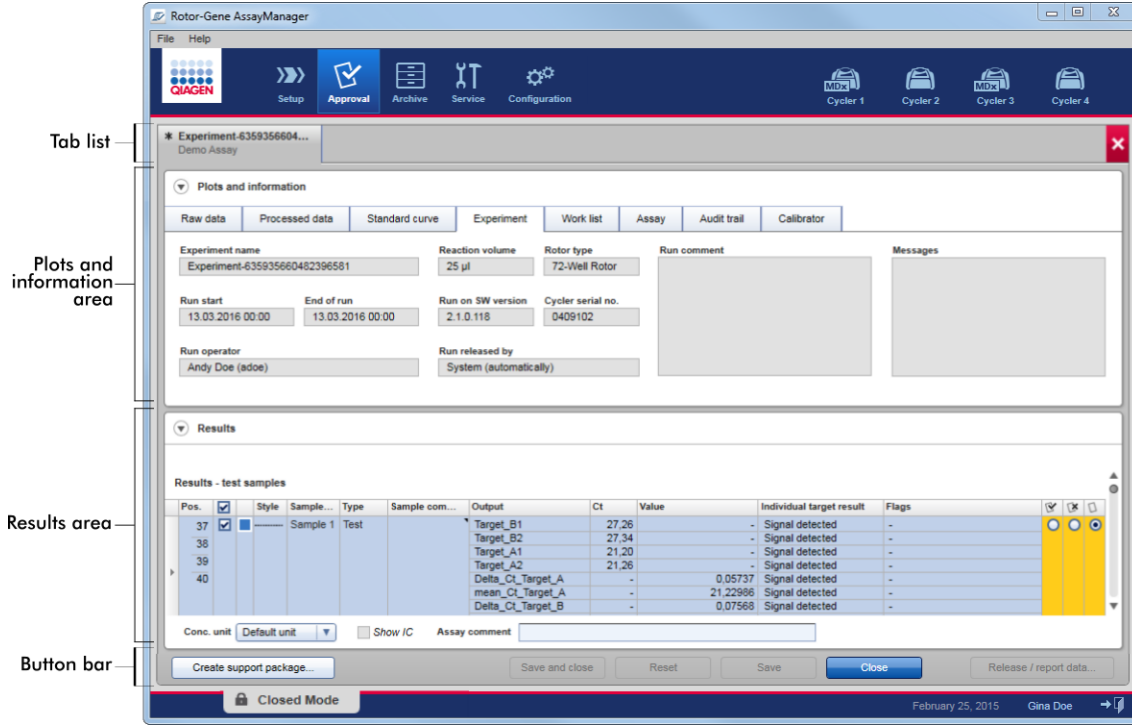 Rotor-Gene AssayManager
File Help
QIAGEN
Setup Approval Archive Service Configuration
MDx MDx
Cycler 1 Cycler 2 Cycler 3 Cycler 4
Tab list
* Experiment-6359356604...
Demo Assay
Plots and information area
Plots and information
Raw data Processed data Standard curve Experiment Work list Assay Audit trail Calibrator
Experiment name Reaction volume Rotor type Run comment Messages
Experiment-635935660482396581 25 µl 72-Well Rotor
Run start End of run Run on SW version Cycler serial no.
13.03.2016 00:00 13.03.2016 00:00 2.1.0.118 0409102
Run operator Run released by
Andy Doe (adoe) System (automatically)
Results area
Results
Results - test samples
Pos. Style Sample... Type Sample com... Output Ct Value Individual target result Flags
37 Sample 1 Test Target_B1 27,26 - Signal detected -
38 Target_B2 27,34 - Signal detected -
39 Target_A1 21,20 - Signal detected -
Target_A2 21,26 - Signal detected -
40 Delta_Ct_Target_A - 0,05737 Signal detected -
mean_Ct_Target_A - 21,22986 Signal detected -
Delta_Ct_Target_B - 0,07568 Signal detected -
Conc. unit Default unit Show IC Assay comment
Button bar
Create support package... Save and close Reset Save Close Release / report data...
Closed Mode
February 25, 2015 Gina Doe